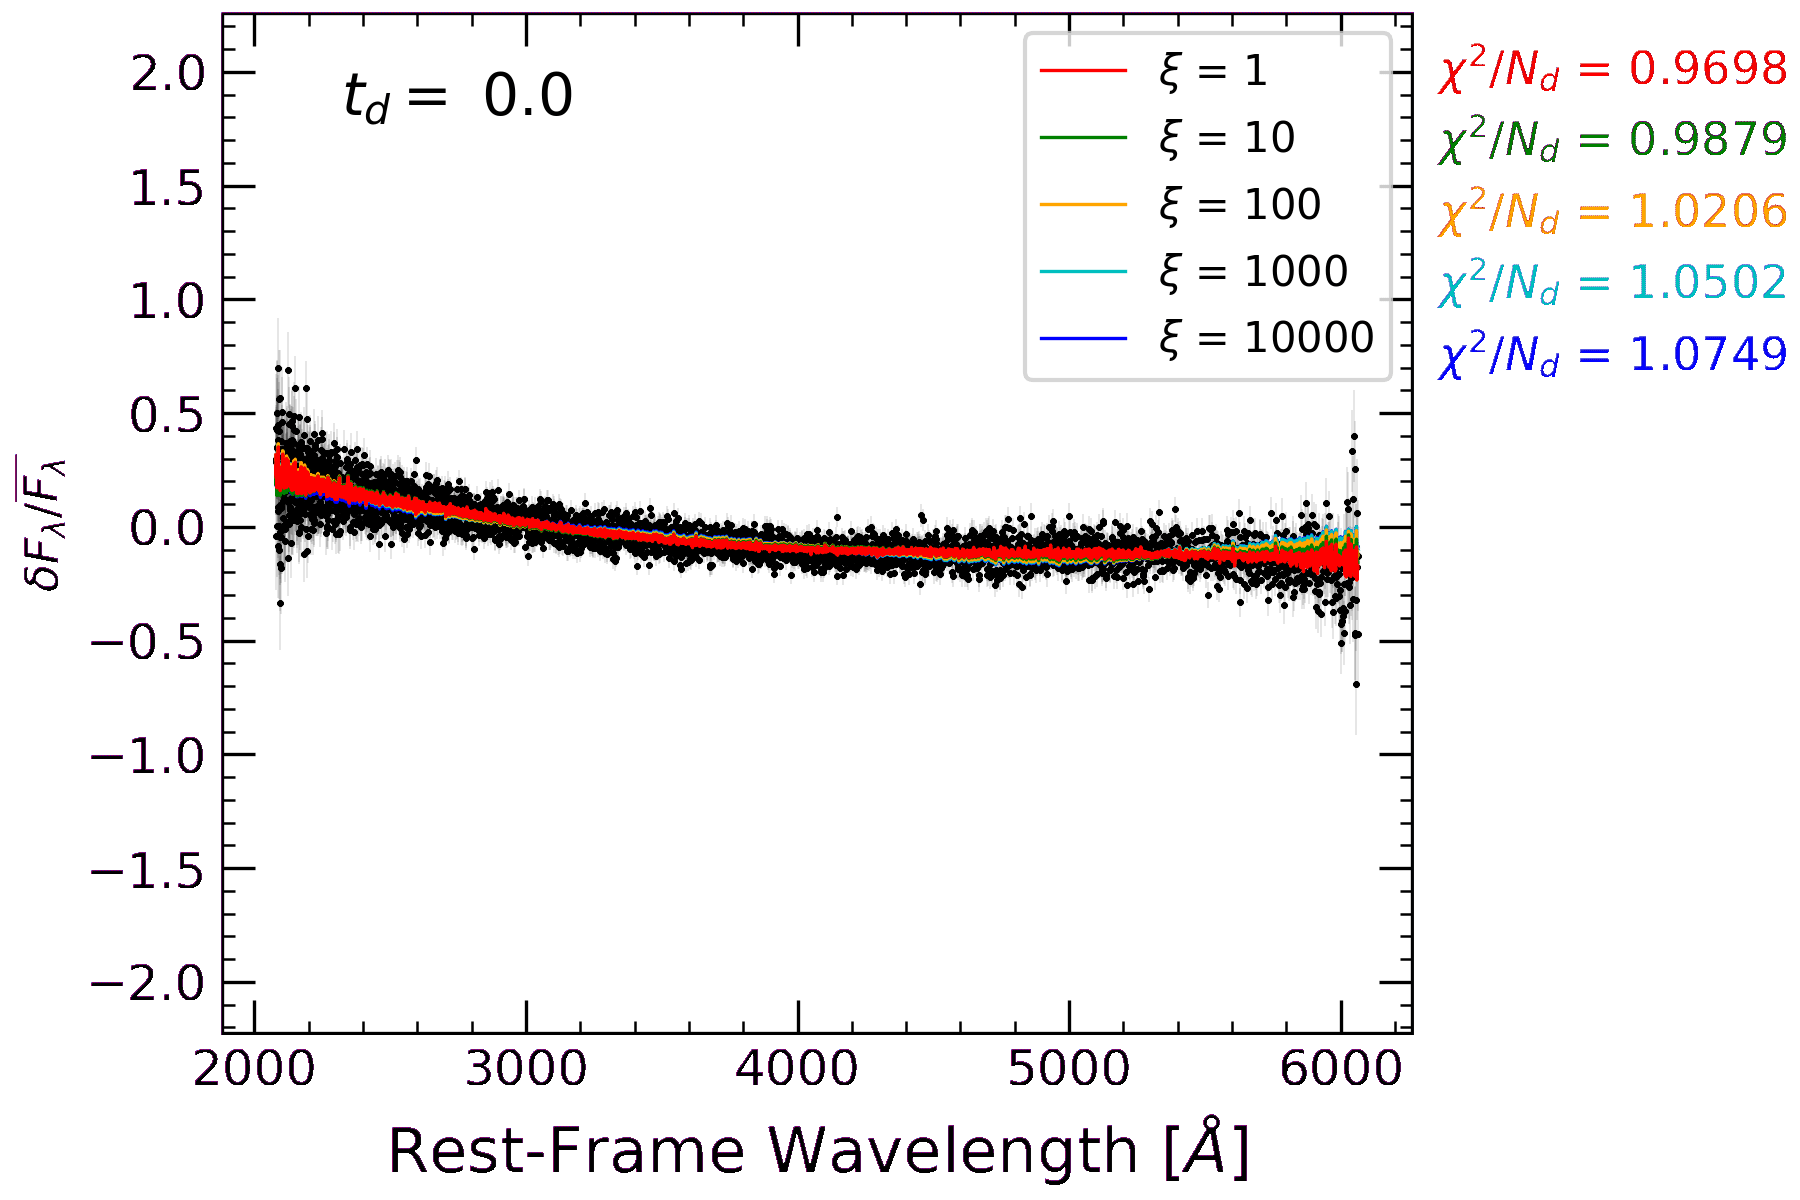 t_d = 0.0
ξ = 1
ξ = 10
ξ = 100
ξ = 1000
ξ = 10000
χ²/N_d = 0.9698
χ²/N_d = 0.9879
χ²/N_d = 1.0206
χ²/N_d = 1.0502
χ²/N_d = 1.0749
2.0
1.5
1.0
0.5
0.0
−0.5
−1.0
−1.5
−2.0
δF_λ/F̅_λ
2000 3000 4000 5000 6000
Rest-Frame Wavelength [Å]